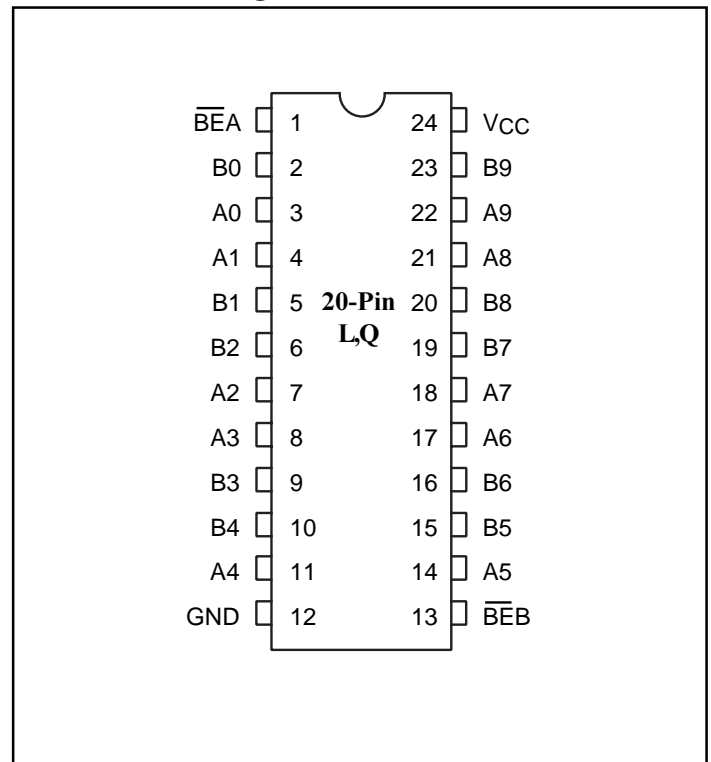 B̅E̅A 1 24 VCC
B0 2 23 B9
A0 3 22 A9
A1 4 21 A8
B1 5 20-Pin 20 B8
L,Q
B2 6 19 B7
A2 7 18 A7
A3 8 17 A6
B3 9 16 B6
B4 10 15 B5
A4 11 14 A5
GND 12 13 B̅E̅B